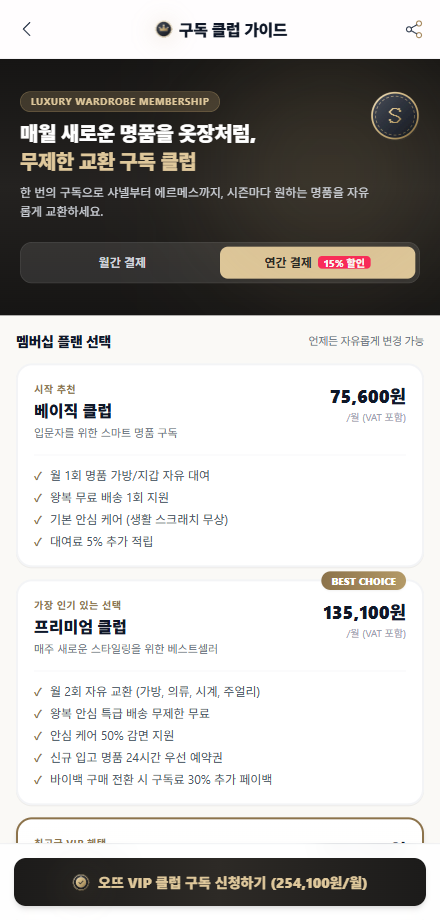 구독 클럽 가이드
LUXURY WARDROBE MEMBERSHIP
S
매월 새로운 명품을 옷장처럼,
무제한 교환 구독 클럽
한 번의 구독으로 샤넬부터 에르메스까지, 시즌마다 원하는 명품을 자유
롭게 교환하세요.
월간 결제
연간 결제 15% 할인
멤버십 플랜 선택
언제든 자유롭게 변경 가능
시작 추천
베이직 클럽
입문자를 위한 스마트 명품 구독
75,600원
/월 (VAT 포함)
✓ 월 1회 명품 가방/지갑 자유 대여
✓ 왕복 무료 배송 1회 지원
✓ 기본 안심 케어 (생활 스크래치 무상)
✓ 대여료 5% 추가 적립
BEST CHOICE
가장 인기 있는 선택
프리미엄 클럽
매주 새로운 스타일링을 위한 베스트셀러
135,100원
/월 (VAT 포함)
✓ 월 2회 자유 교환 (가방, 의류, 시계, 주얼리)
✓ 왕복 안심 특급 배송 무제한 무료
✓ 안심 케어 50% 감면 지원
✓ 신규 입고 명품 24시간 우선 예약권
✓ 바이백 구매 전환 시 구독료 30% 추가 페이백
오뜨 VIP 클럽 구독 신청하기 (254,100원/월)